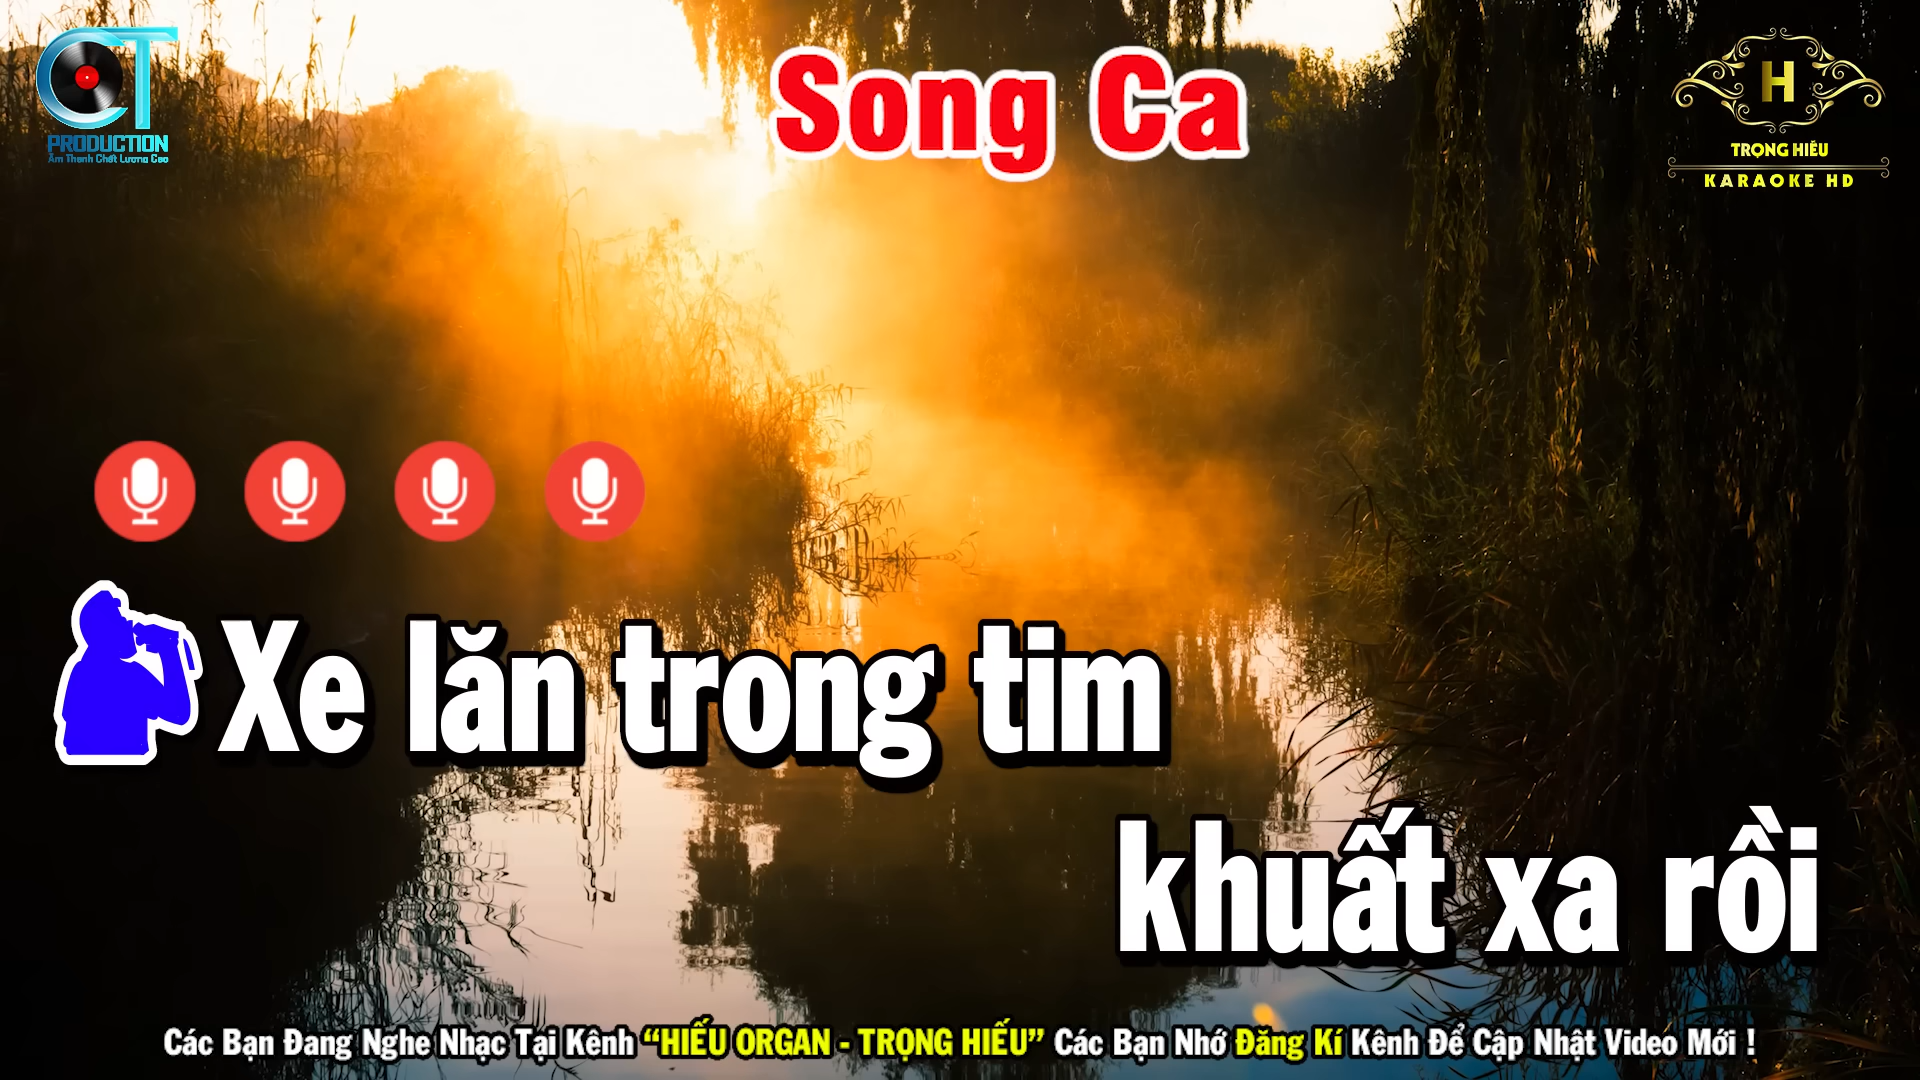 CT
PRODUCTION
Âm Thanh Chất Lượng Cao
Song Ca
H
TRỌNG HIẾU
KARAOKE HD
Xe lăn trong tim
khuất xa rồi
Các Bạn Đang Nghe Nhạc Tại Kênh “HIẾU ORGAN - TRỌNG HIẾU” Các Bạn Nhớ Đăng Kí Kênh Để Cập Nhật Video Mới !